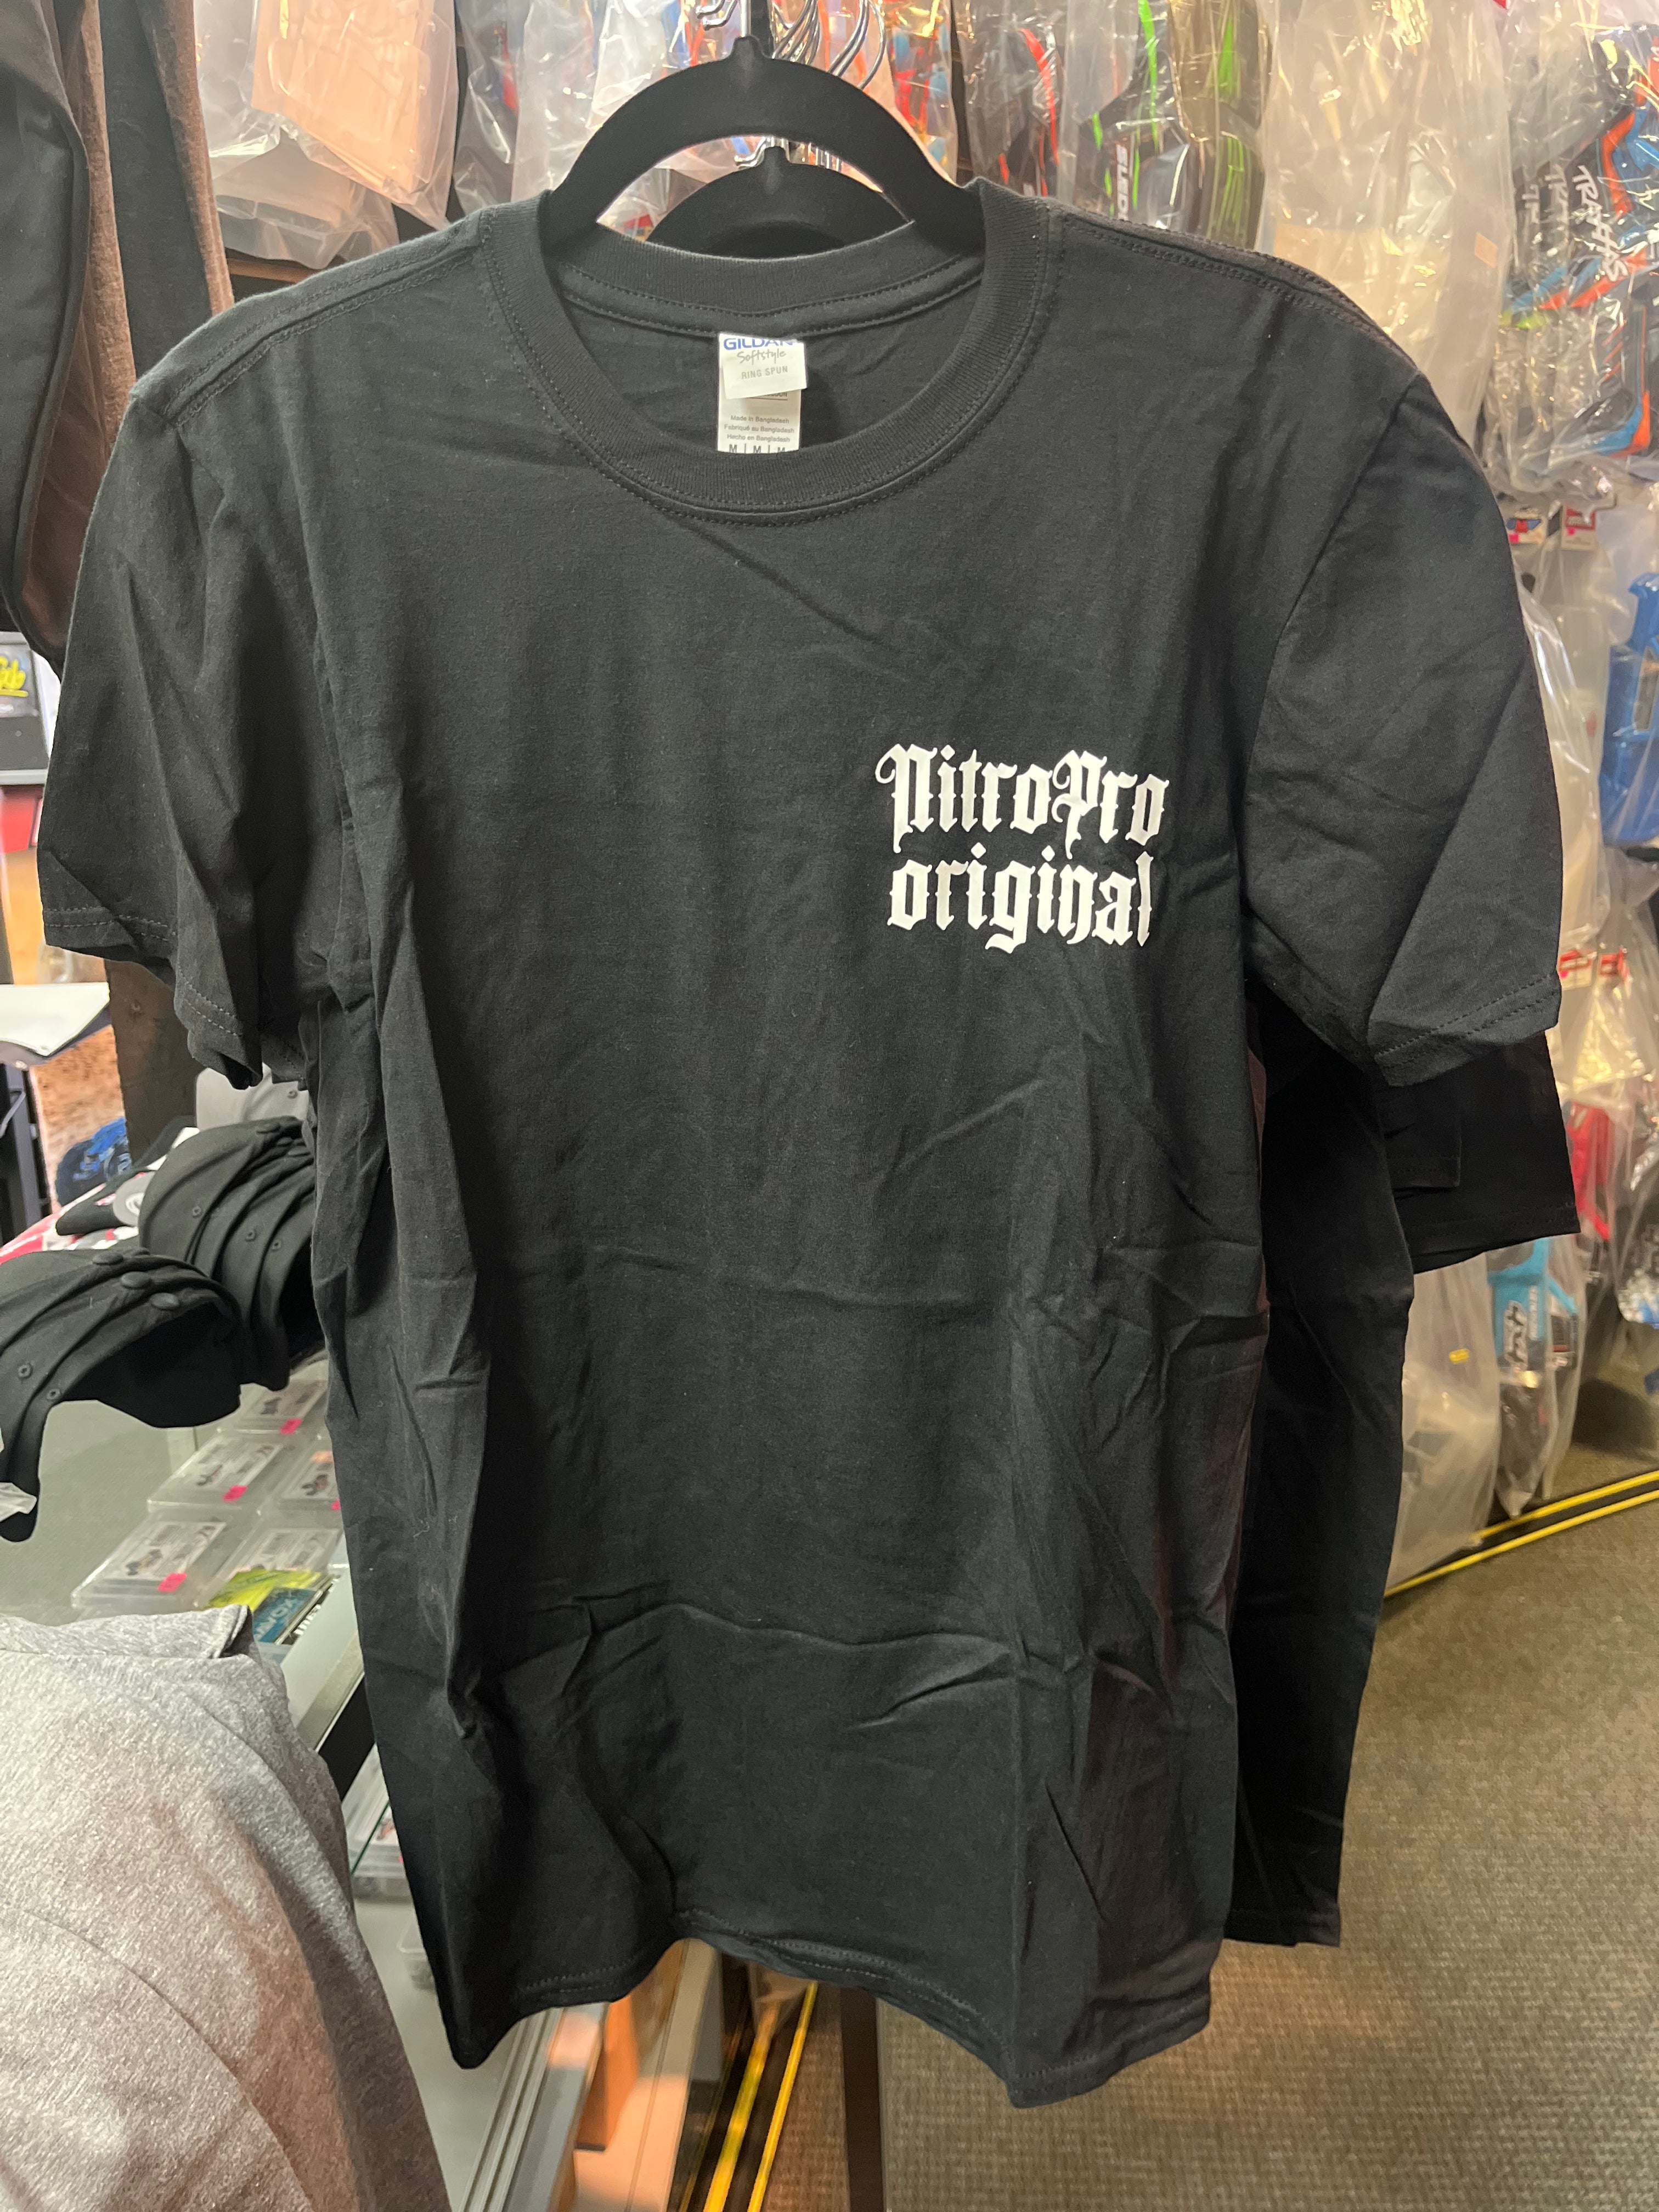 GILDAN
Softstyle
RING SPUN
Made in Bangladesh
Fabriqué au Bangladesh
Hecho en Bangladesh
M | M | M
NitroPro
original
TRAXXAS